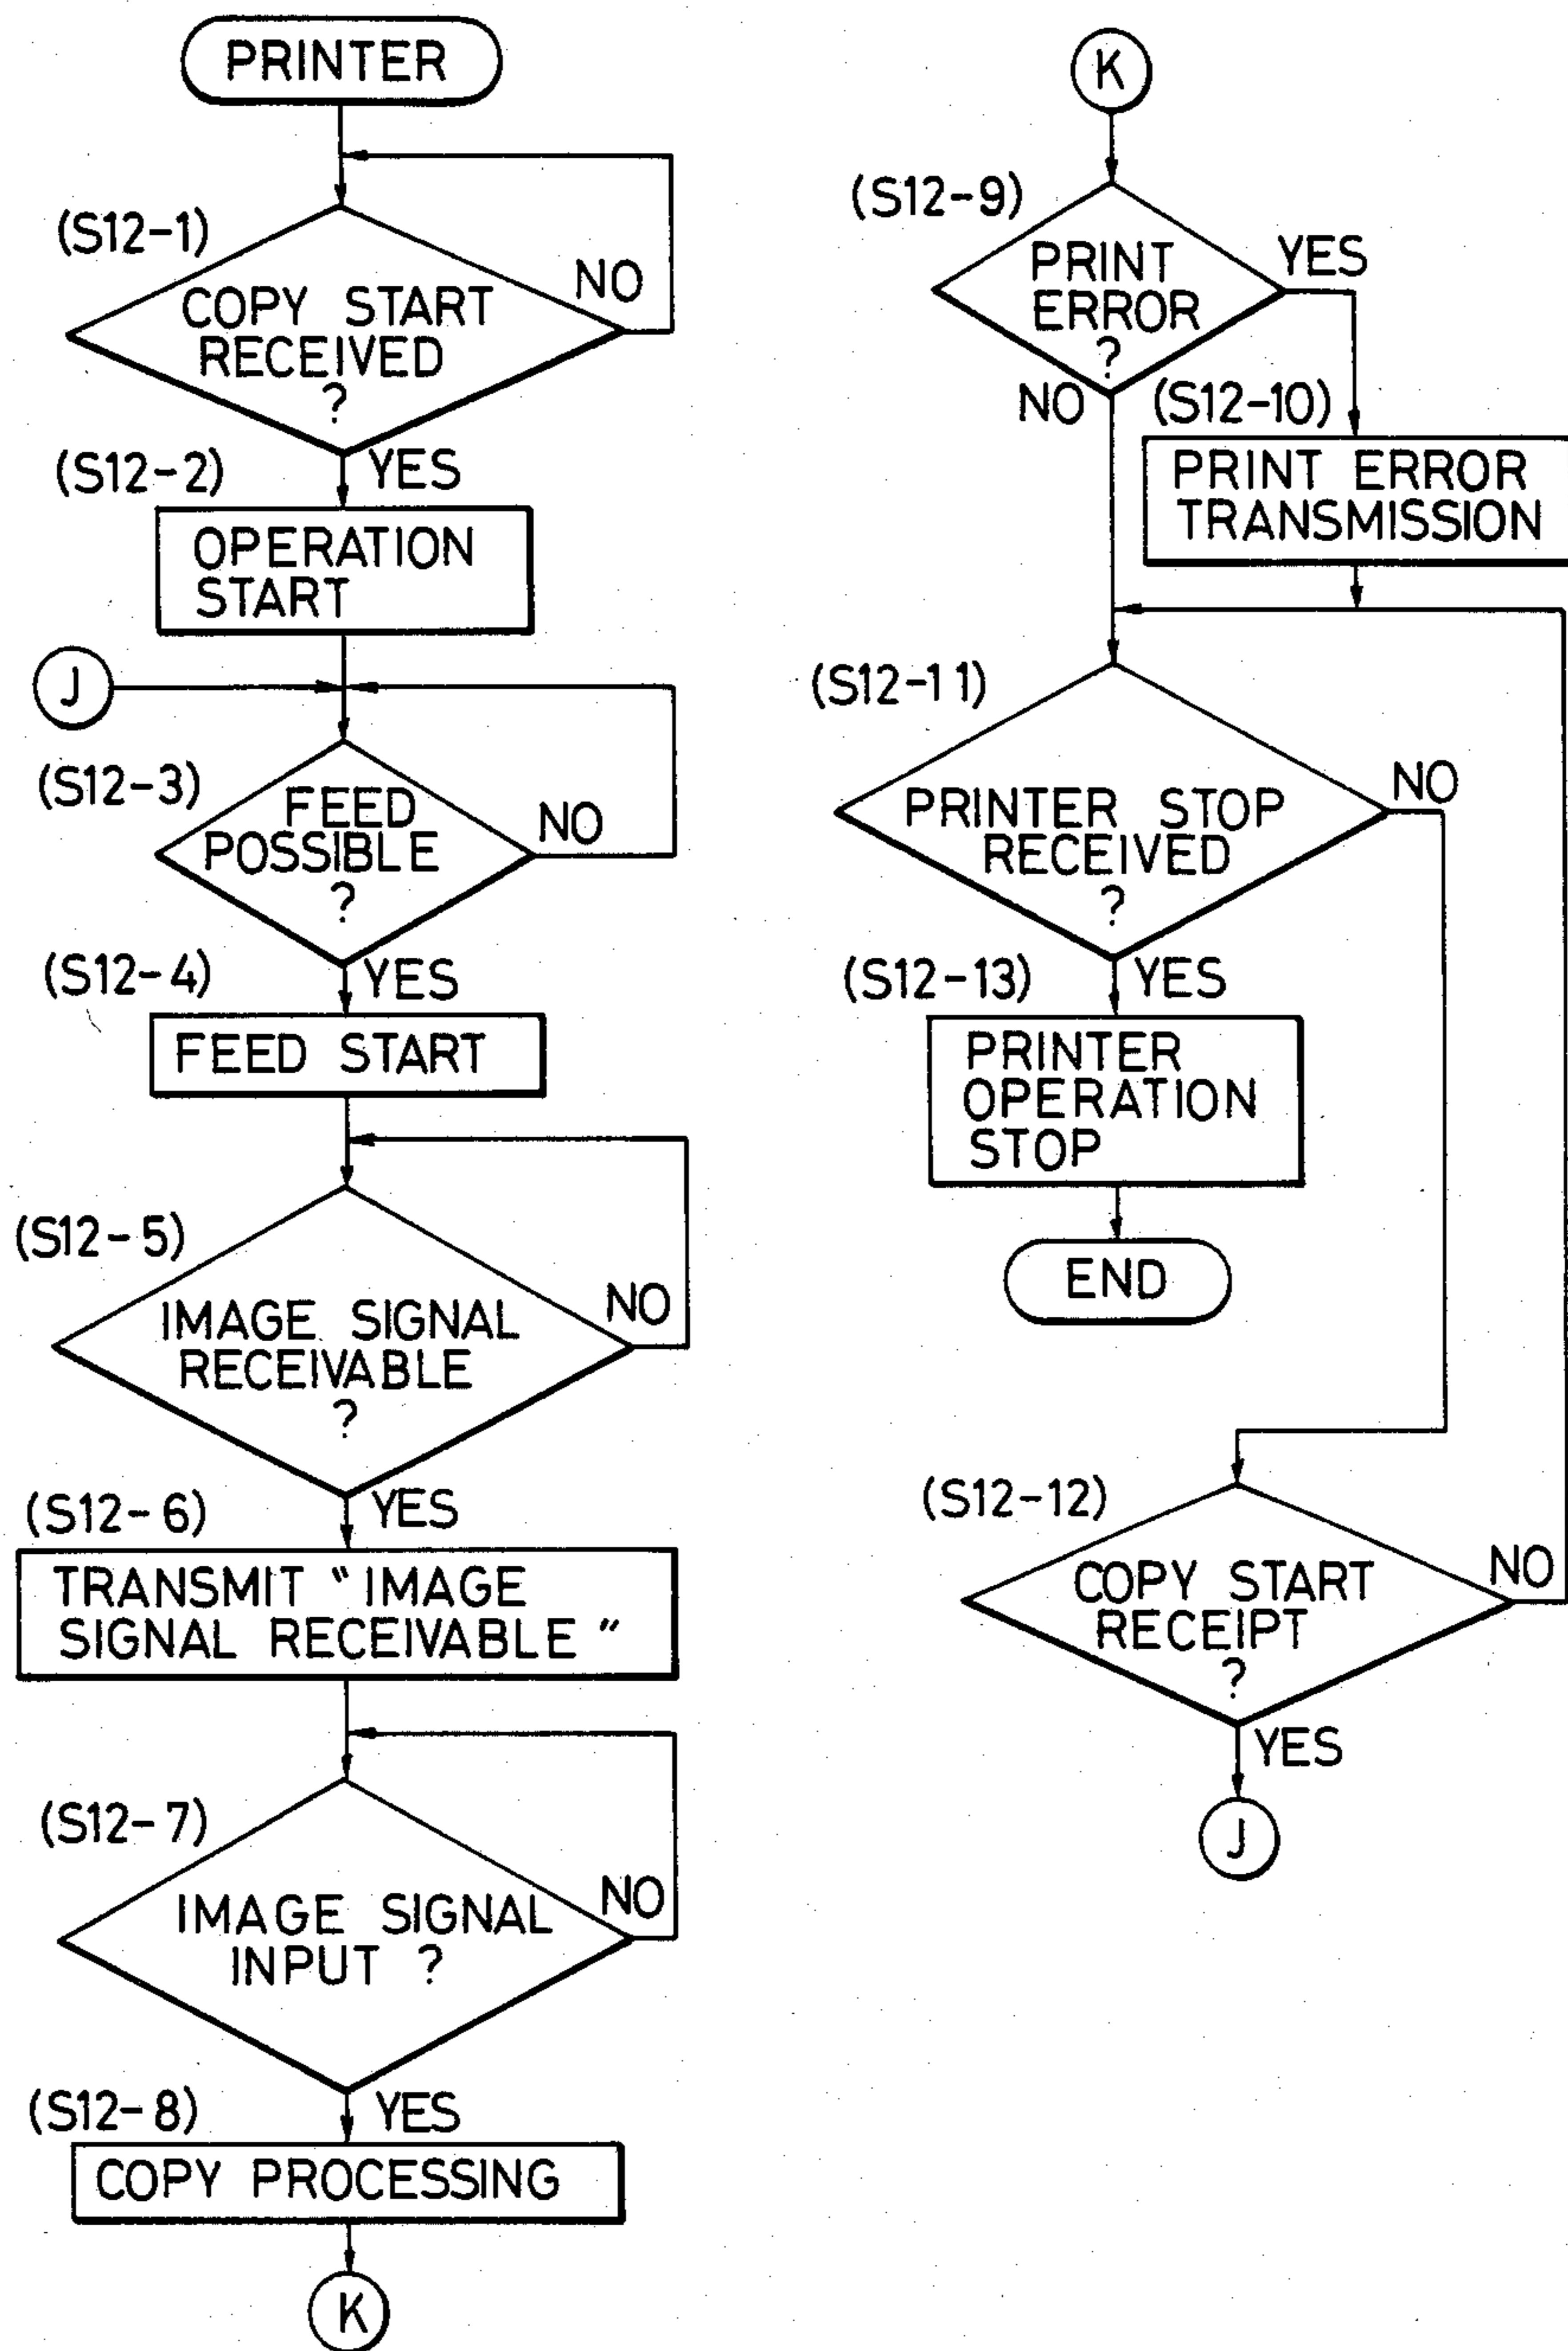 PRINTER
(S12-1)
NO
COPY START
RECEIVED
?
(S12-2)
YES
OPERATION
START
J
(S12-3)
FEED
POSSIBLE
?
NO
(S12-4)
YES
FEED START
(S12-5)
NO
IMAGE SIGNAL
RECEIVABLE
?
(S12-6)
YES
TRANSMIT "IMAGE
SIGNAL RECEIVABLE"
(S12-7)
NO
IMAGE SIGNAL
INPUT ?
(S12-8)
YES
COPY PROCESSING
K
K
(S12-9)
PRINT
ERROR
?
YES
NO
(S12-10)
PRINT ERROR
TRANSMISSION
(S12-11)
NO
PRINTER STOP
RECEIVED
?
(S12-13)
YES
PRINTER
OPERATION
STOP
END
(S12-12)
NO
COPY START
RECEIPT
?
YES
J